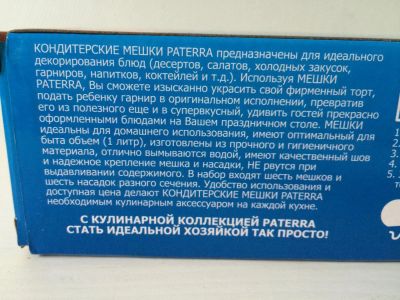 КОНДИТЕРСКИЕ МЕШКИ PATERRA предназначены для идеального
декорирования блюд (десертов, салатов, холодных закусок,
гарниров, напитков, коктейлей и т.д.). Используя МЕШКИ
PATERRA, Вы сможете изысканно украсить свой фирменный торт,
подать ребенку гарнир в оригинальном исполнении, превратив
его из полезного еще и в супервкусный, удивить гостей прекрасно
оформленными блюдами на Вашем праздничном столе. МЕШКИ
идеальны для домашнего использования, имеют оптимальный для
быта объем (1 литр), изготовлены из прочного и гигиеничного
материала, отлично вымываются водой, имеют качественный шов
и надежное крепление мешка и насадки, НЕ рвутся при
выдавливании содержимого. В набор входят шесть мешков и
шесть насадок разного сечения. Удобство использования и
доступная цена делают КОНДИТЕРСКИЕ МЕШКИ PATERRA
необходимым кулинарным аксессуаром на каждой кухне.
С КУЛИНАРНОЙ КОЛЛЕКЦИЕЙ PATERRA
СТАТЬ ИДЕАЛЬНОЙ ХОЗЯЙКОЙ ТАК ПРОСТО!
1.
2.
3.
4.
5.